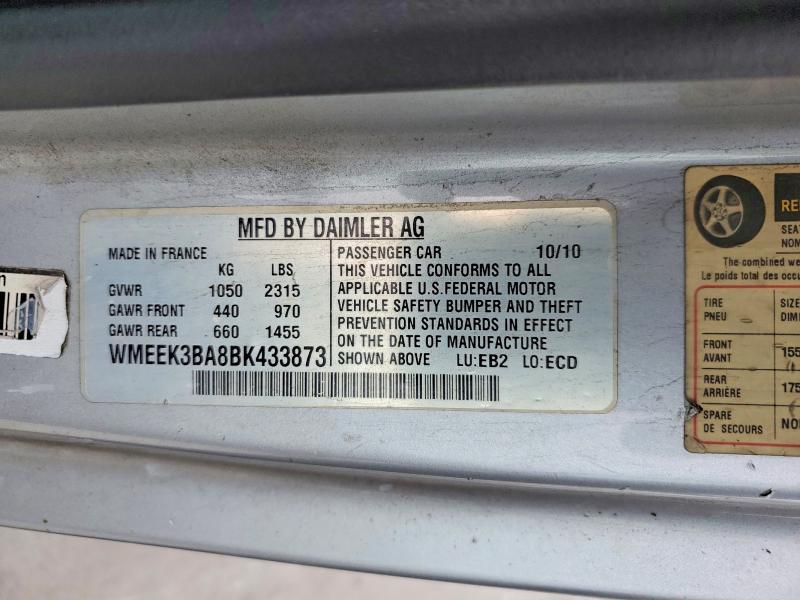 MFD BY DAIMLER AG
MADE IN FRANCE
KG LBS
GVWR 1050 2315
GAWR FRONT 440 970
GAWR REAR 660 1455
WMEEK3BA8BK433873
PASSENGER CAR 10/10
THIS VEHICLE CONFORMS TO ALL
APPLICABLE U.S.FEDERAL MOTOR
VEHICLE SAFETY BUMPER AND THEFT
PREVENTION STANDARDS IN EFFECT
ON THE DATE OF MANUFACTURE
SHOWN ABOVE LU:EB2 LO:ECD
The combined we
Le poids total des occu
TIRE
PNEU
FRONT
AVANT
155
REAR
ARRIÈRE
175
SPARE
DE SECOURS